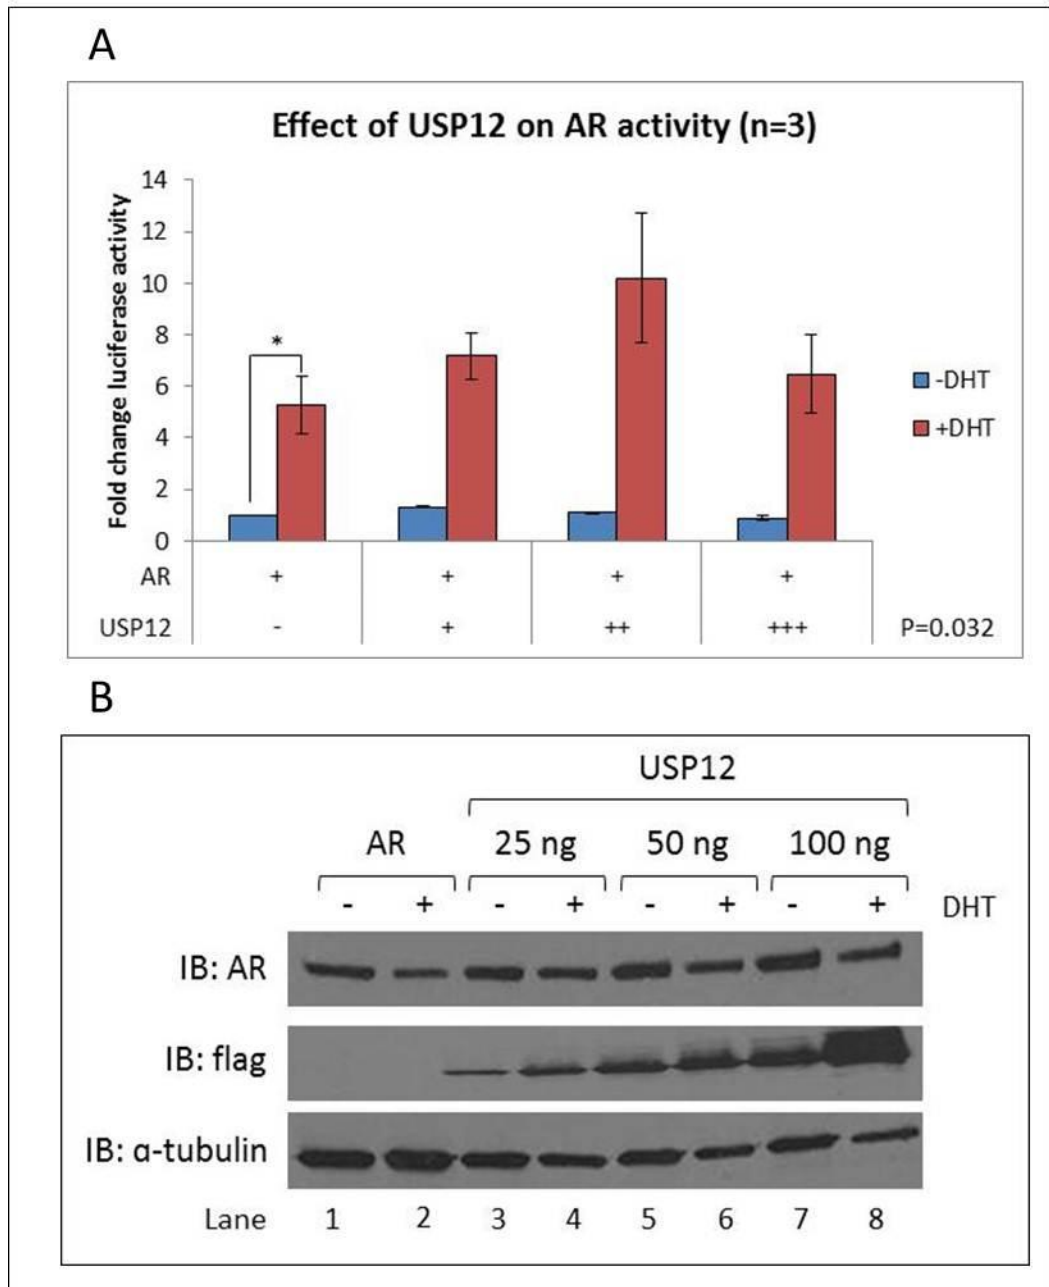 A
Effect of USP12 on AR activity (n=3)
Fold change luciferase activity
14
12
10
8
6
4
2
0
*
-DHT
+DHT
AR + + + +
USP12 - + ++ +++ P=0.032
B
USP12
AR 25 ng 50 ng 100 ng
- + - + - + - + DHT
IB: AR
IB: flag
IB: α-tubulin
Lane 1 2 3 4 5 6 7 8